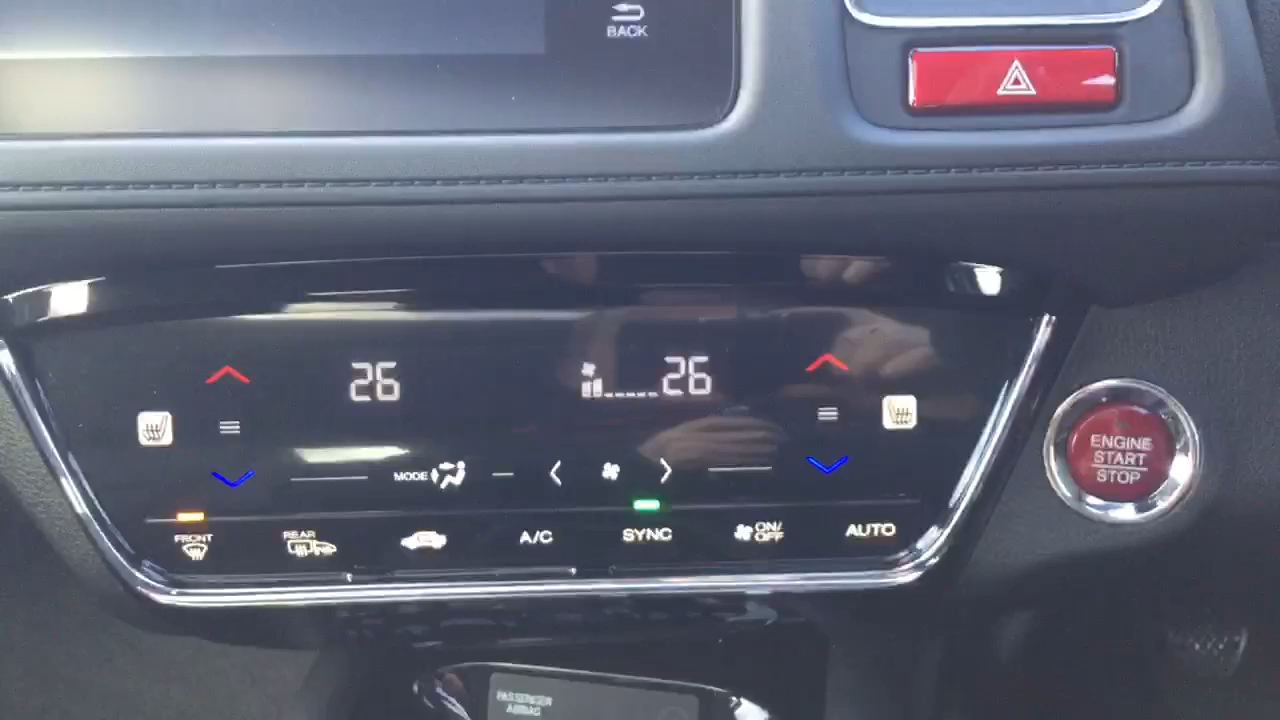 BACK
26
26
MODE
ENGINE
START
STOP
FRONT
REAR
A/C
SYNC
ON/
OFF
AUTO
PASSENGER
AIRBAG